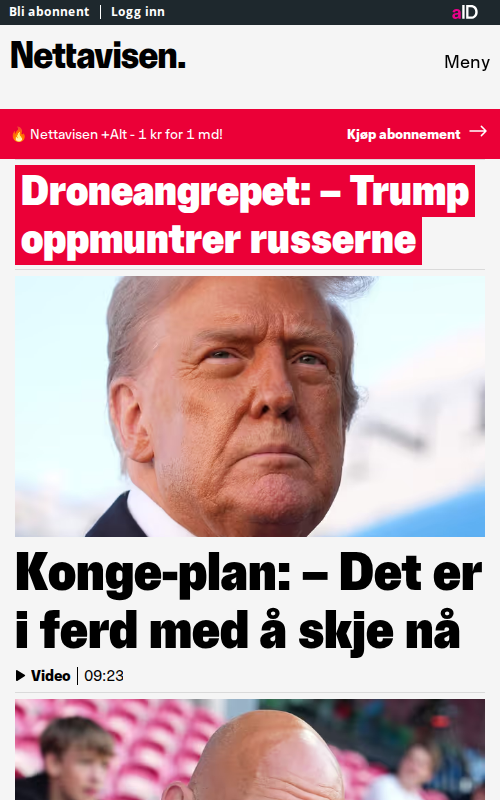 Bli abonnent | Logg inn
aID
Nettavisen.
Meny
🔥 Nettavisen +Alt - 1 kr for 1 md!
Kjøp abonnement →
Droneangrepet: – Trump
oppmuntrer russerne
Konge-plan: – Det er
i ferd med å skje nå
Video | 09:23